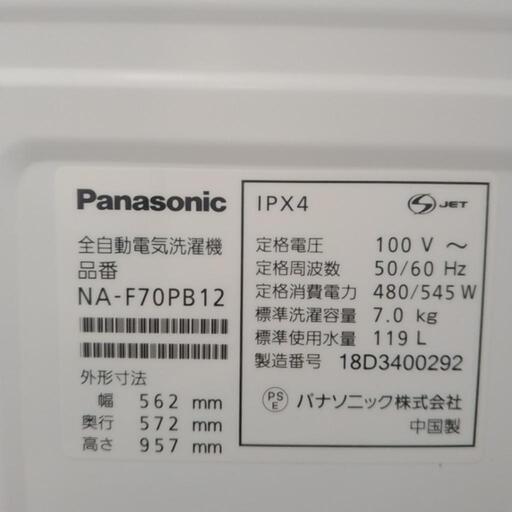 Panasonic
全自動電気洗濯機
品番
NA-F70PB12
外形寸法
幅 562 mm
奥行 572 mm
高さ 957 mm
IPX4
S JET
定格電圧 100 V ～
定格周波数 50/60 Hz
定格消費電力 480/545 W
標準洗濯容量 7.0 kg
標準使用水量 119 L
製造番号 18D3400292
PS E パナソニック株式会社
中国製